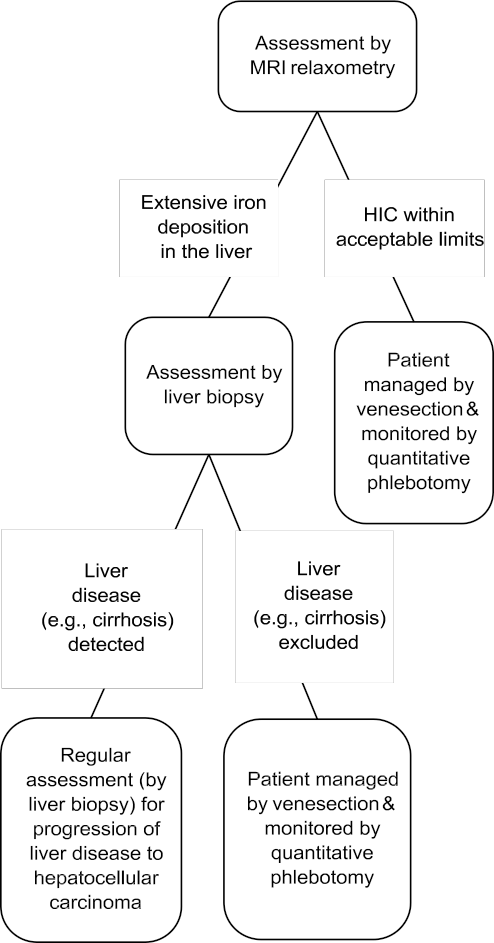 Assessment by
MRI relaxometry
Extensive iron
deposition
in the liver
HIC within
acceptable limits
Assessment by
liver biopsy
Patient
managed by
venesection &
monitored by
quantitative
phlebotomy
Liver
disease
(e.g., cirrhosis)
detected
Liver
disease
(e.g., cirrhosis)
excluded
Regular
assessment (by
liver biopsy) for
progression of
liver disease to
hepatocellular
carcinoma
Patient managed
by venesection &
monitored by
quantitative
phlebotomy